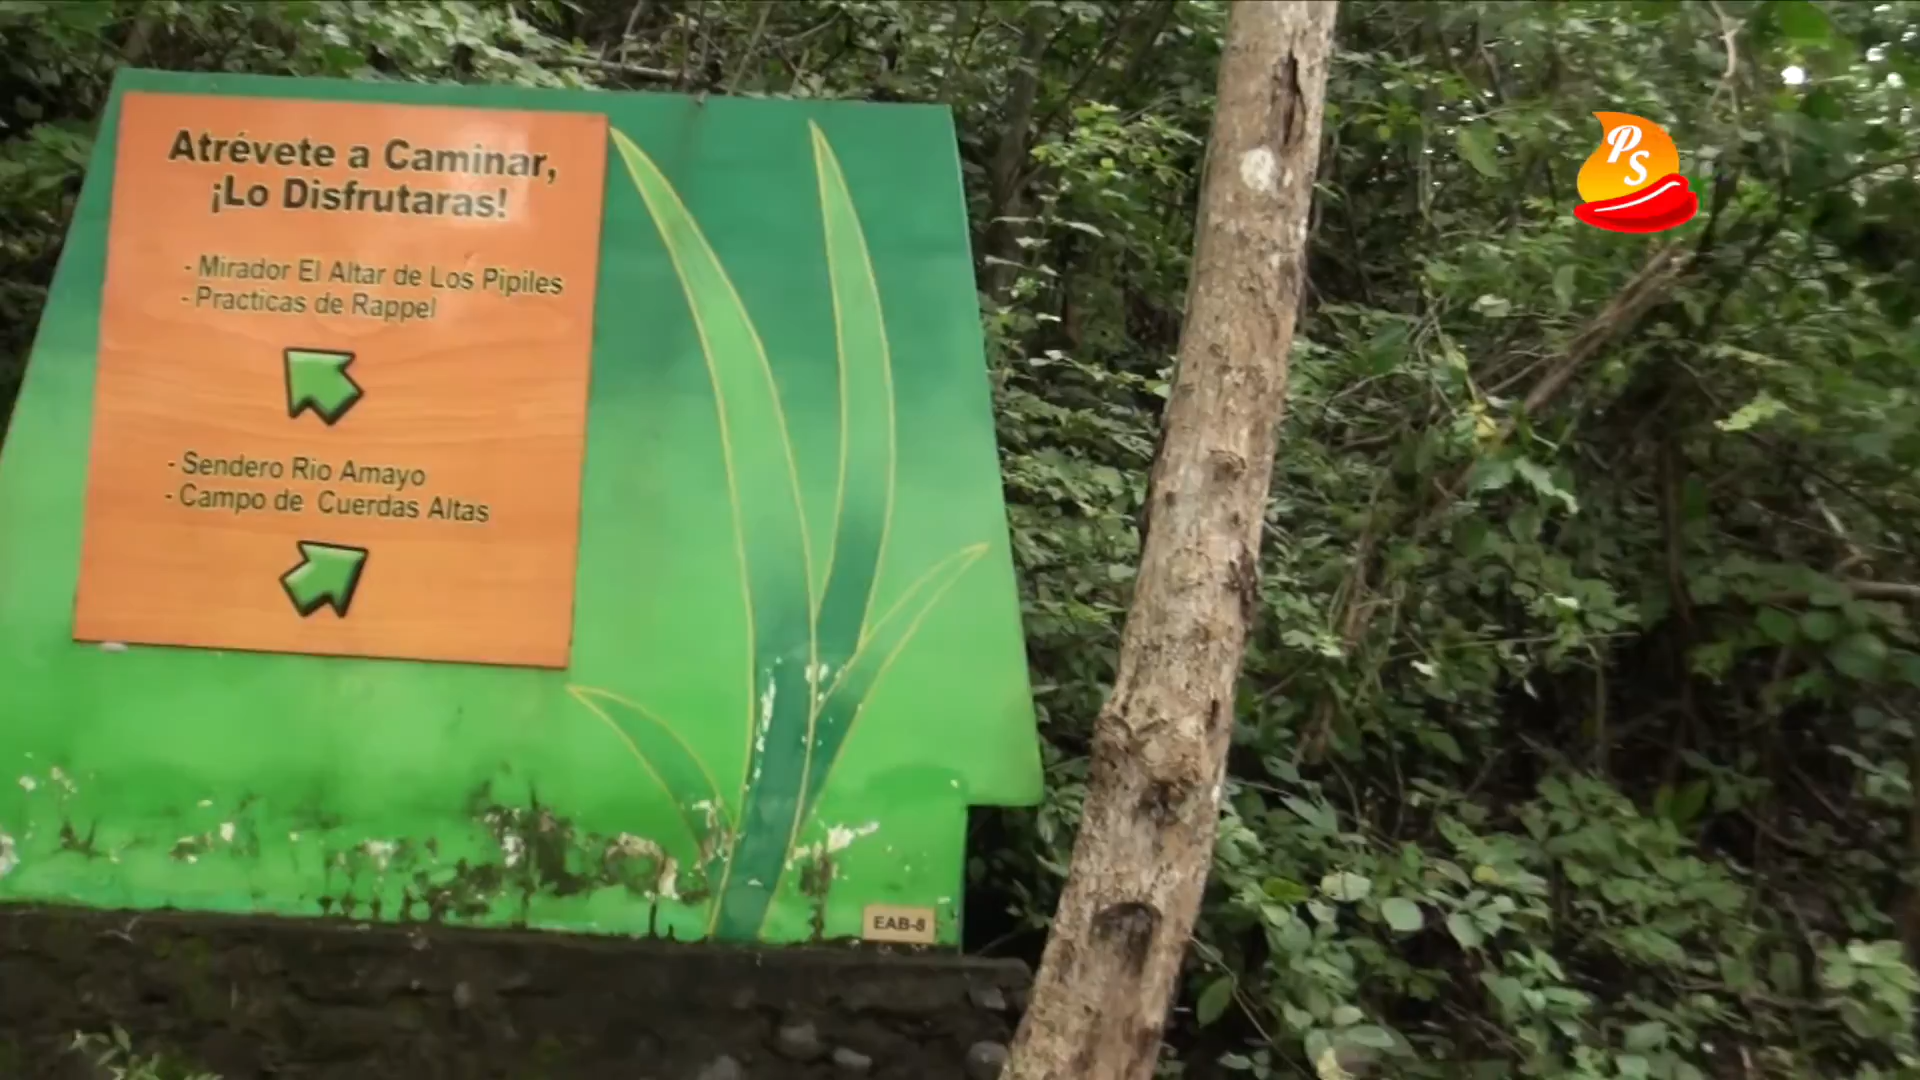 Atrévete a Caminar,
¡Lo Disfrutaras!
- Mirador El Altar de Los Pipiles
- Practicas de Rappel
- Sendero Rio Amayo
- Campo de Cuerdas Altas
EAB-8
PS